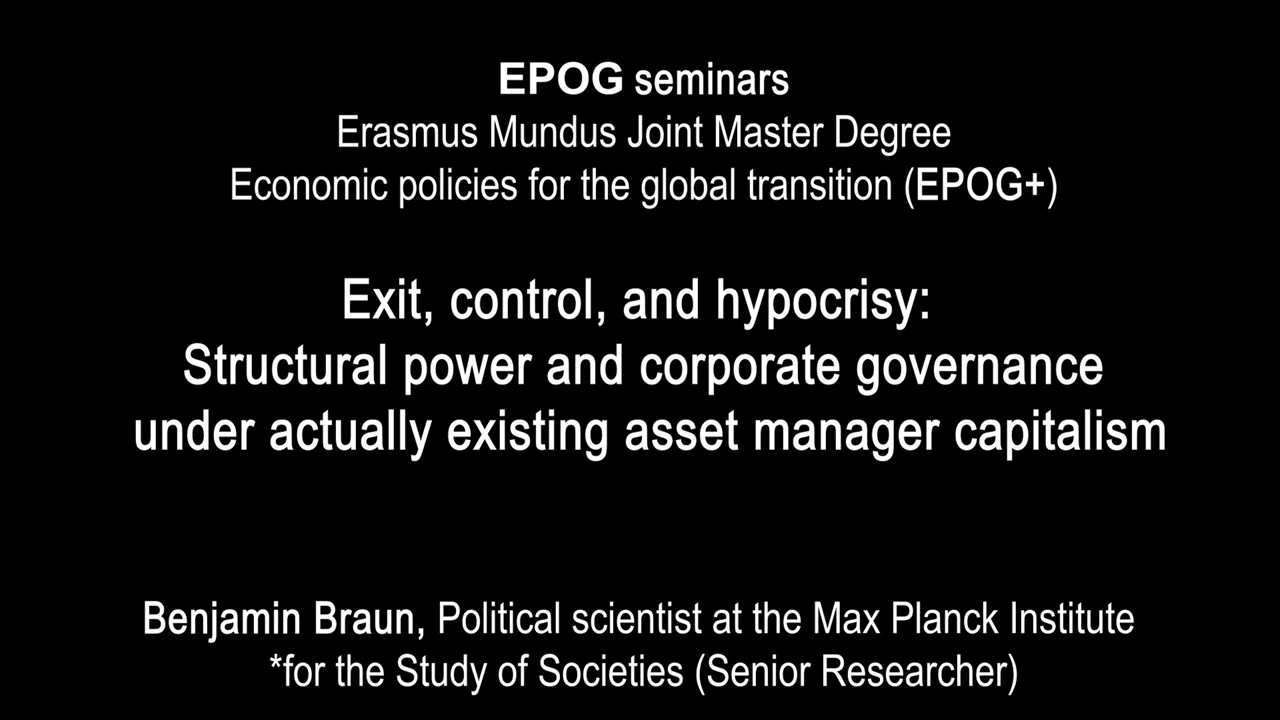 EPOG seminars
Erasmus Mundus Joint Master Degree
Economic policies for the global transition (EPOG+)
Exit, control, and hypocrisy:
Structural power and corporate governance
under actually existing asset manager capitalism
Benjamin Braun, Political scientist at the Max Planck Institute
*for the Study of Societies (Senior Researcher)